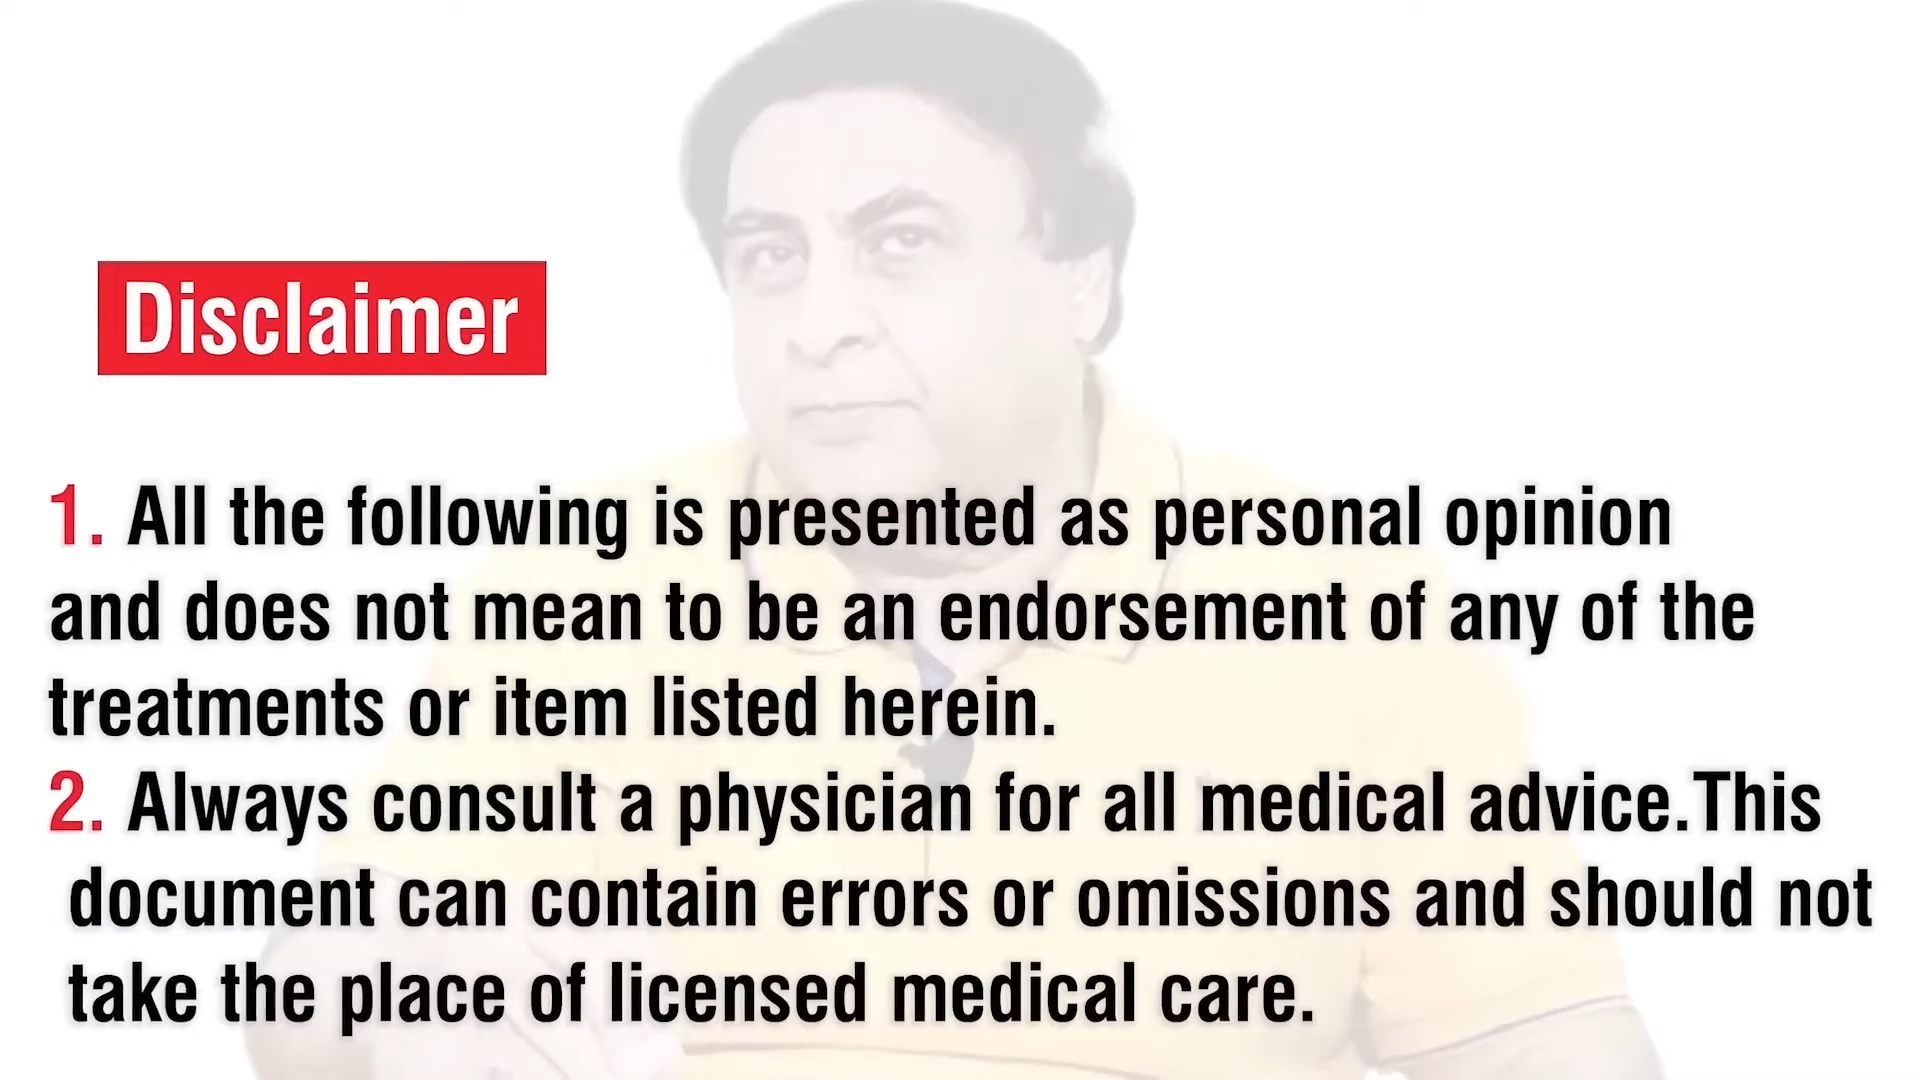 Disclaimer
1. All the following is presented as personal opinion
and does not mean to be an endorsement of any of the
treatments or item listed herein.
2. Always consult a physician for all medical advice.This
document can contain errors or omissions and should not
take the place of licensed medical care.